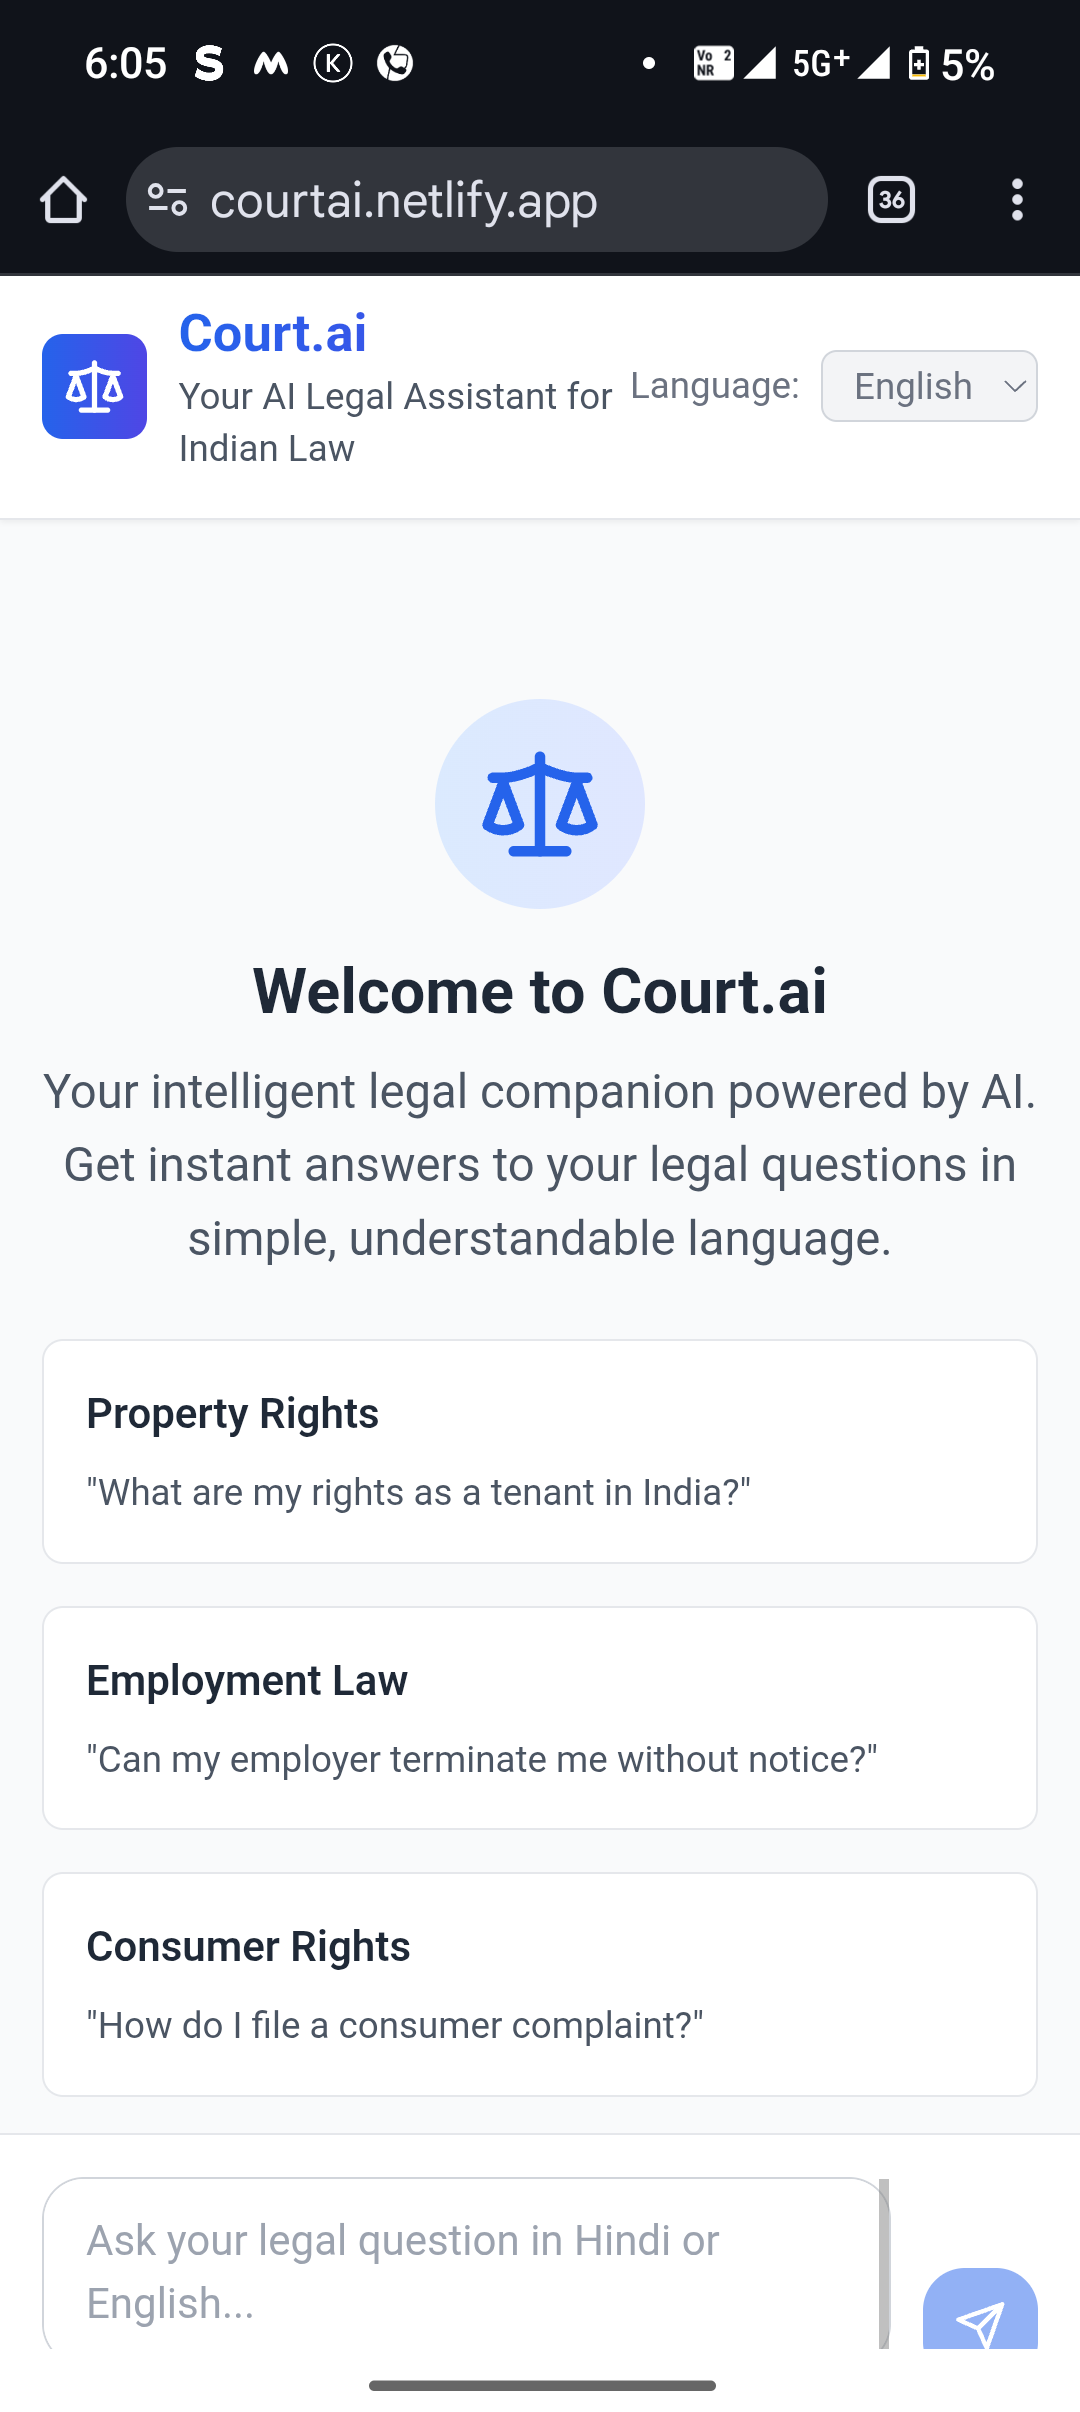 6:05
Vo 2
NR
5G+
5%
courtai.netlify.app
36
Court.ai
Your AI Legal Assistant for
Indian Law
Language:
English
Welcome to Court.ai
Your intelligent legal companion powered by AI.
Get instant answers to your legal questions in
simple, understandable language.
Property Rights
"What are my rights as a tenant in India?"
Employment Law
"Can my employer terminate me without notice?"
Consumer Rights
"How do I file a consumer complaint?"
Ask your legal question in Hindi or
English...